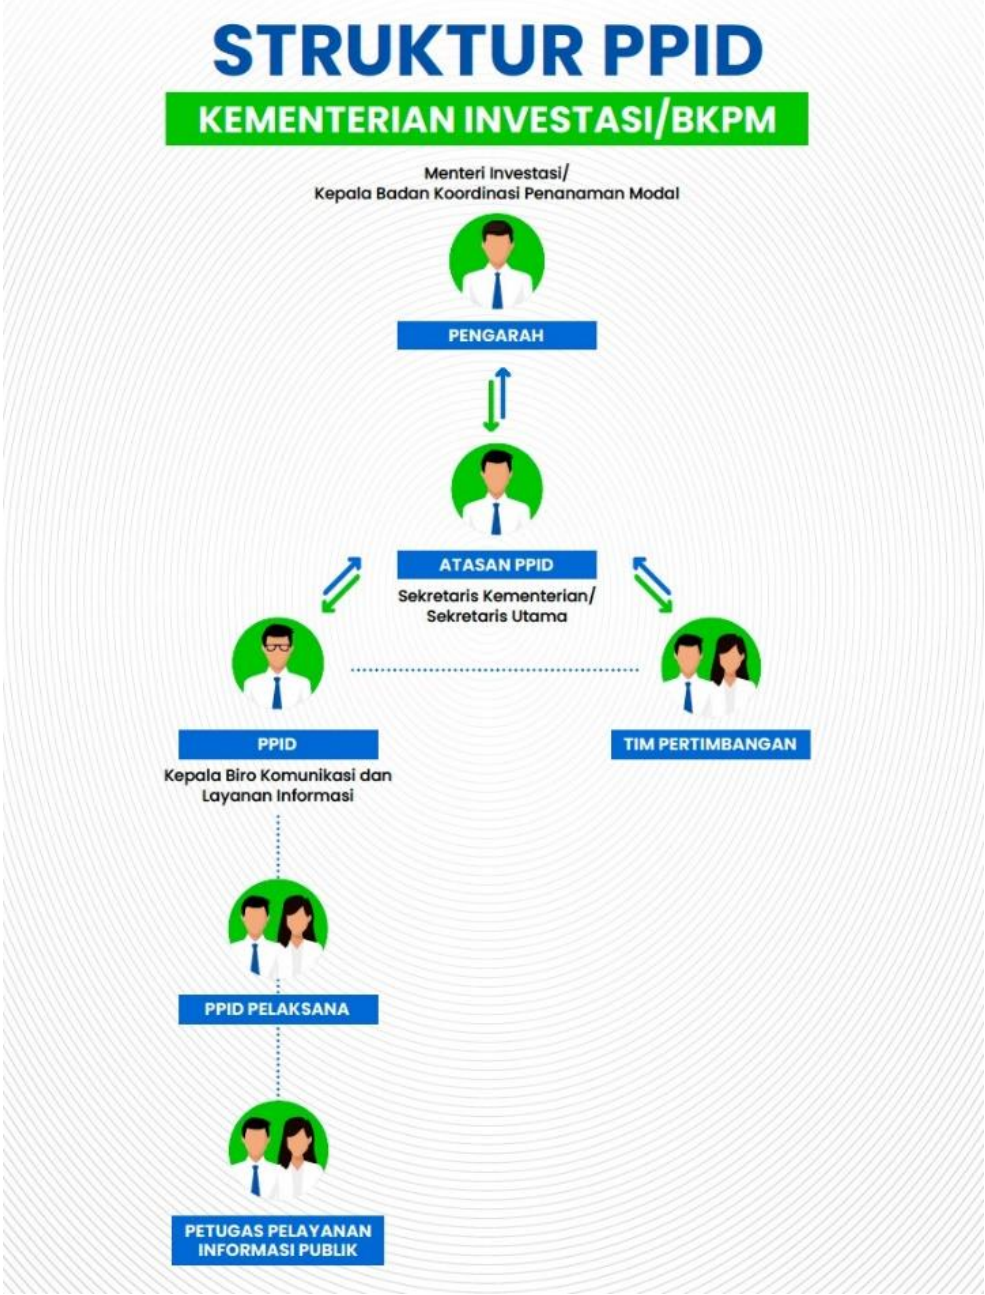 STRUKTUR PPID
KEMENTERIAN INVESTASI/BKPM
Menteri Investasi/
Kepala Badan Koordinasi Penanaman Modal
PENGARAH
ATASAN PPID
Sekretaris Kementerian/
Sekretaris Utama
PPID
Kepala Biro Komunikasi dan
Layanan Informasi
TIM PERTIMBANGAN
PPID PELAKSANA
PETUGAS PELAYANAN
INFORMASI PUBLIK